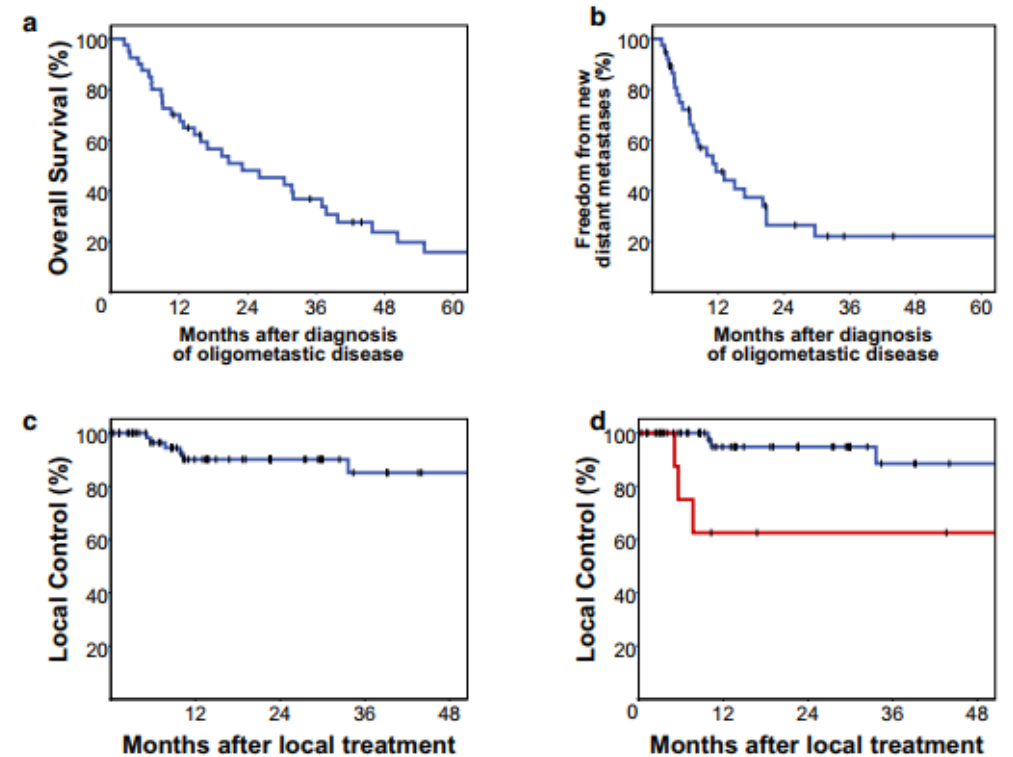 a
Overall Survival (%)
100
80
60
40
20
0
12 24 36 48 60
Months after diagnosis
of oligometastic disease
b
Freedom from new
distant metastases (%)
100
80
60
40
20
12 24 36 48 60
Months after diagnosis
of oligometastic disease
c
Local Control (%)
100
80
60
40
20
12 24 36 48
Months after local treatment
d
Local Control (%)
100
80
60
40
20
0 12 24 36 48
Months after local treatment